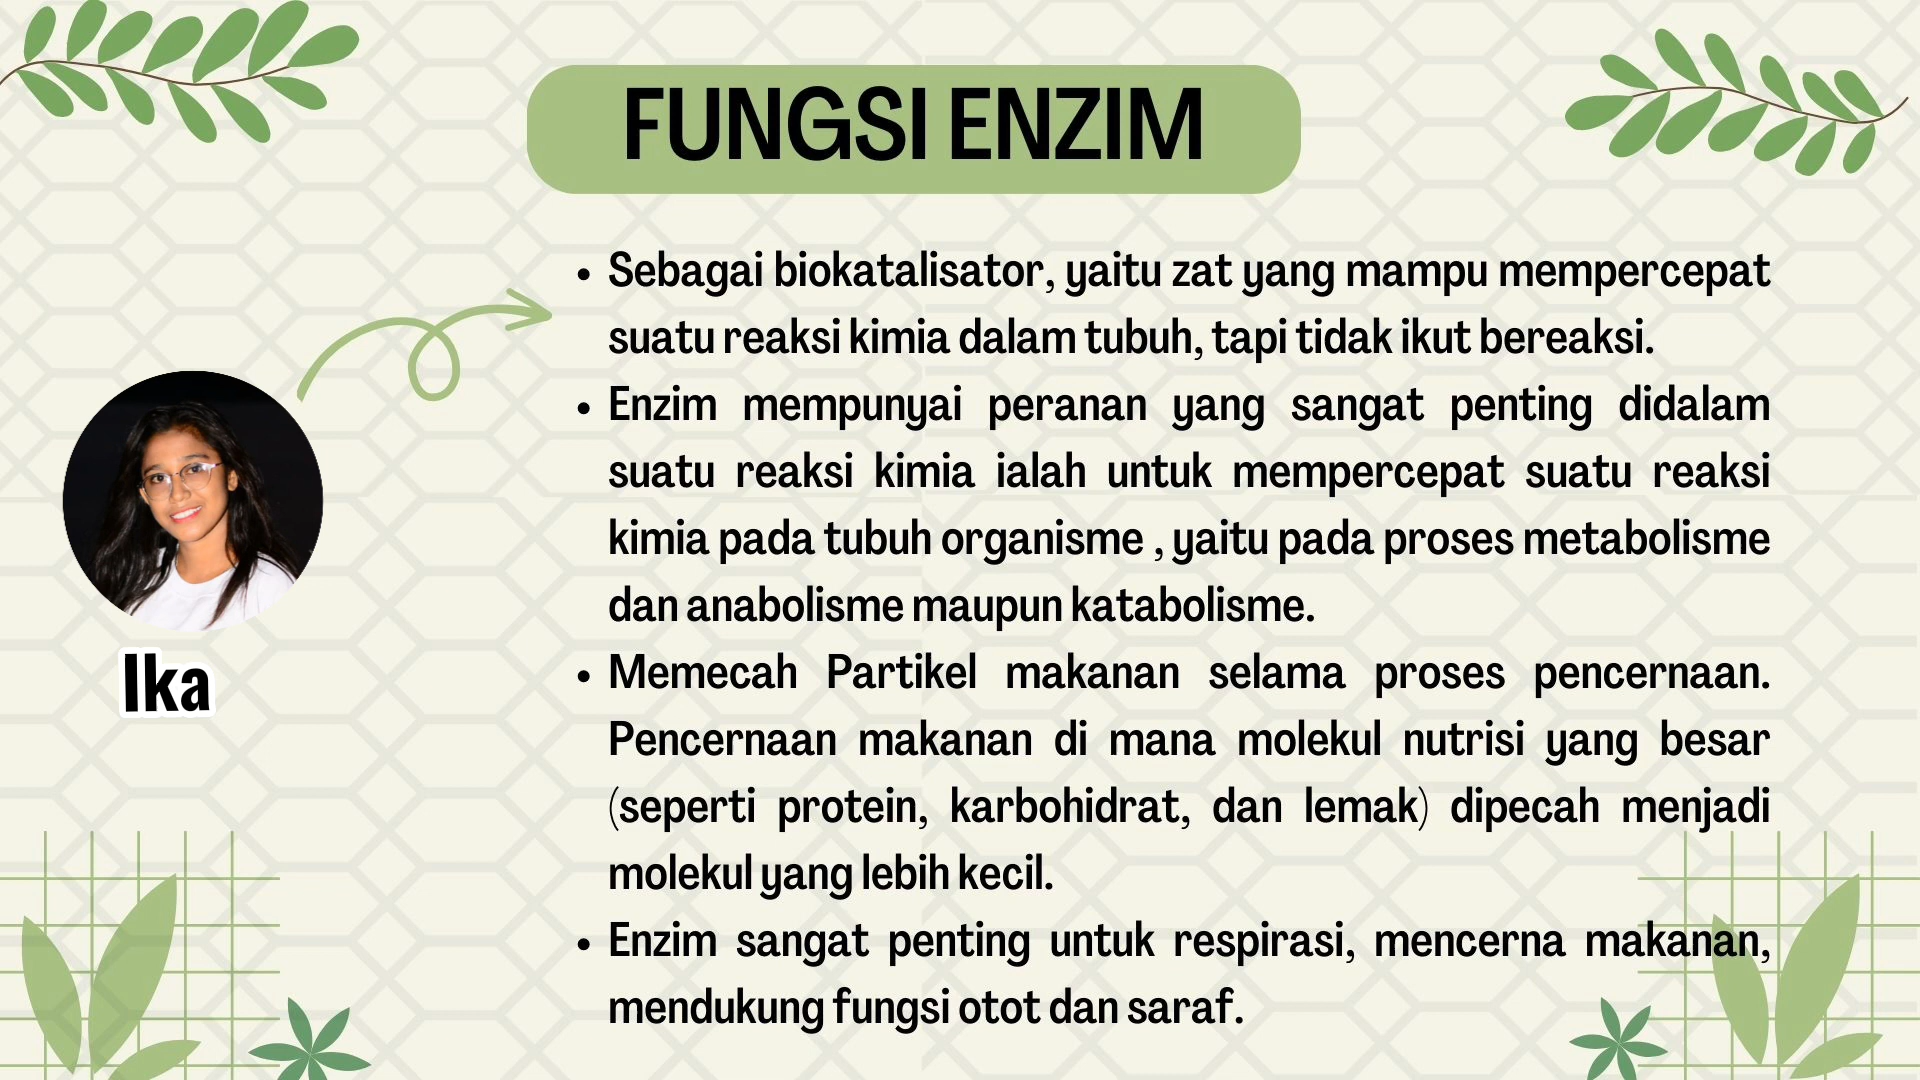 FUNGSI ENZIM
• Sebagai biokatalisator, yaitu zat yang mampu mempercepat
suatu reaksi kimia dalam tubuh, tapi tidak ikut bereaksi.
• Enzim mempunyai peranan yang sangat penting didalam
suatu reaksi kimia ialah untuk mempercepat suatu reaksi
kimia pada tubuh organisme , yaitu pada proses metabolisme
dan anabolisme maupun katabolisme.
• Memecah Partikel makanan selama proses pencernaan.
Pencernaan makanan di mana molekul nutrisi yang besar
(seperti protein, karbohidrat, dan lemak) dipecah menjadi
molekul yang lebih kecil.
• Enzim sangat penting untuk respirasi, mencerna makanan,
mendukung fungsi otot dan saraf.
Ika